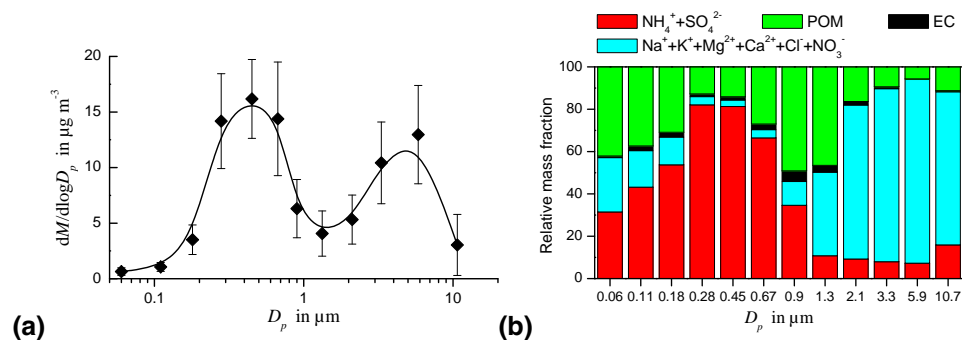 20
15
10
5
0
dM/dlogDₚ in µg m⁻³
0.1 1 10
Dₚ in µm
(a)
NH₄⁺+SO₄²⁻ POM EC
Na⁺+K⁺+Mg²⁺+Ca²⁺+Cl⁻+NO₃⁻
100
80
60
40
20
0
Relative mass fraction
0.06 0.11 0.18 0.28 0.45 0.67 0.9 1.3 2.1 3.3 5.9 10.7
Dₚ in µm
(b)